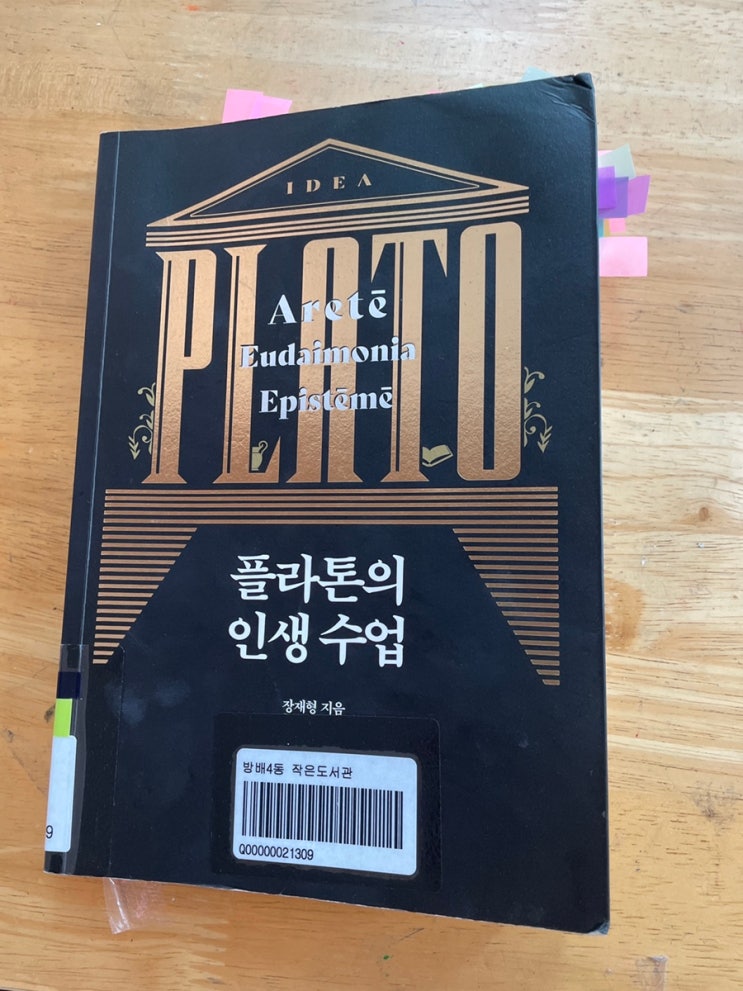 IDEA
PLATO
Aretē
Eudaimonia
Epistēmē
플라톤의
인생 수업
장재형 지음
방배4동 작은도서관
Q00000021309
9